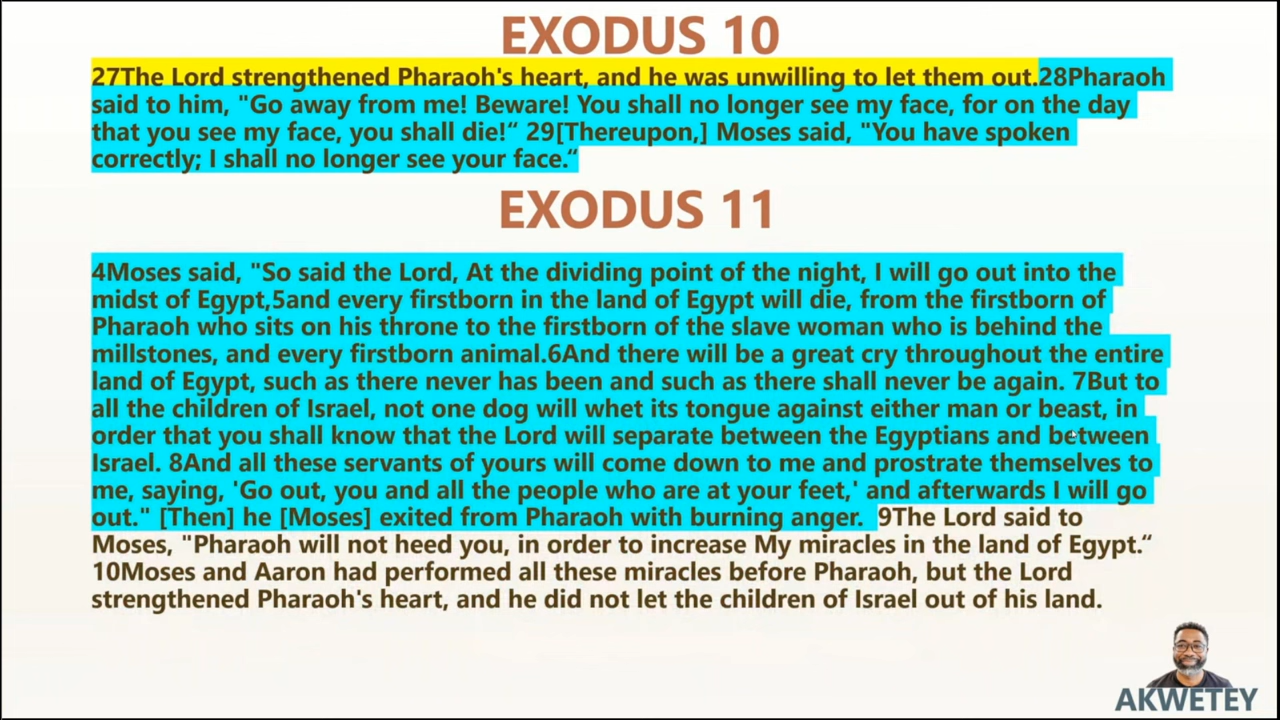 EXODUS 10
27The Lord strengthened Pharaoh's heart, and he was unwilling to let them out.28Pharaoh
said to him, "Go away from me! Beware! You shall no longer see my face, for on the day
that you see my face, you shall die!“ 29[Thereupon,] Moses said, "You have spoken
correctly; I shall no longer see your face.“
EXODUS 11
4Moses said, "So said the Lord, At the dividing point of the night, I will go out into the
midst of Egypt,5and every firstborn in the land of Egypt will die, from the firstborn of
Pharaoh who sits on his throne to the firstborn of the slave woman who is behind the
millstones, and every firstborn animal.6And there will be a great cry throughout the entire
land of Egypt, such as there never has been and such as there shall never be again. 7But to
all the children of Israel, not one dog will whet its tongue against either man or beast, in
order that you shall know that the Lord will separate between the Egyptians and between
Israel. 8And all these servants of yours will come down to me and prostrate themselves to
me, saying, 'Go out, you and all the people who are at your feet,' and afterwards I will go
out." [Then] he [Moses] exited from Pharaoh with burning anger. 9The Lord said to
Moses, "Pharaoh will not heed you, in order to increase My miracles in the land of Egypt.“
10Moses and Aaron had performed all these miracles before Pharaoh, but the Lord
strengthened Pharaoh's heart, and he did not let the children of Israel out of his land.
AKWETEY